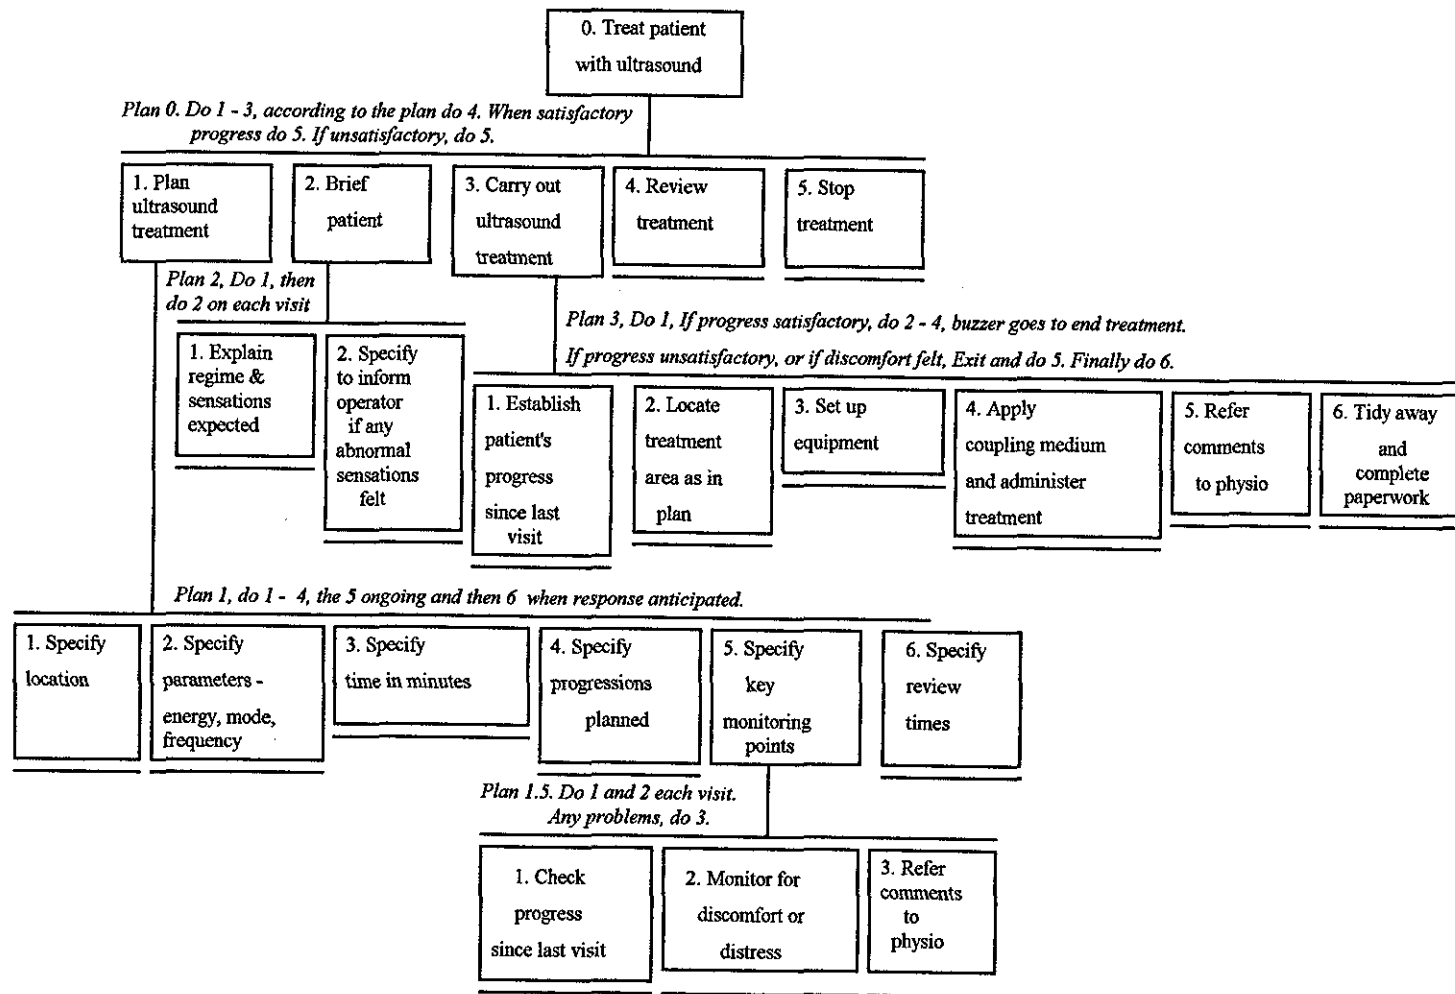 0. Treat patient
with ultrasound
Plan 0. Do 1 - 3, according to the plan do 4. When satisfactory
progress do 5. If unsatisfactory, do 5.
1. Plan
ultrasound
treatment
2. Brief
patient
3. Carry out
ultrasound
treatment
4. Review
treatment
5. Stop
treatment
Plan 2, Do 1, then
do 2 on each visit
1. Explain
regime &
sensations
expected
2. Specify
to inform
operator
if any
abnormal
sensations
felt
Plan 3, Do 1, If progress satisfactory, do 2 - 4, buzzer goes to end treatment.
If progress unsatisfactory, or if discomfort felt, Exit and do 5. Finally do 6.
1. Establish
patient's
progress
since last
visit
2. Locate
treatment
area as in
plan
3. Set up
equipment
4. Apply
coupling medium
and administer
treatment
5. Refer
comments
to physio
6. Tidy away
and
complete
paperwork
Plan 1, do 1 - 4, the 5 ongoing and then 6 when response anticipated.
1. Specify
location
2. Specify
parameters -
energy, mode,
frequency
3. Specify
time in minutes
4. Specify
progressions
planned
5. Specify
key
monitoring
points
6. Specify
review
times
Plan 1.5. Do 1 and 2 each visit.
Any problems, do 3.
1. Check
progress
since last visit
2. Monitor for
discomfort or
distress
3. Refer
comments
to
physio